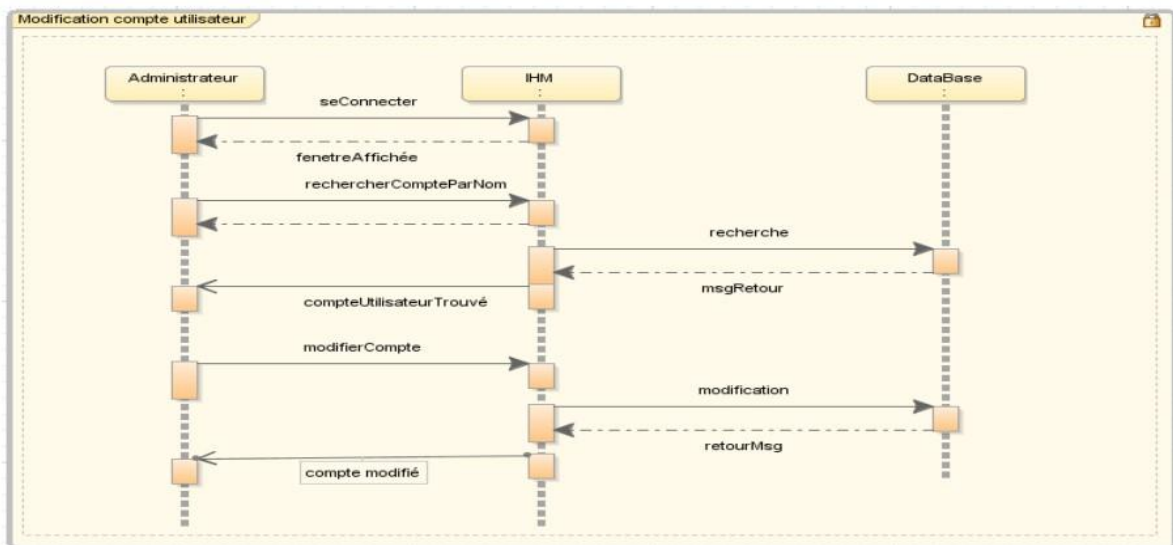 Modification compte utilisateur
Administrateur
:
IHM
:
DataBase
:
seConnecter
fenetreAffichée
rechercherCompteParNom
recherche
msgRetour
compteUtilisateurTrouvé
modifierCompte
modification
retourMsg
compte modifié